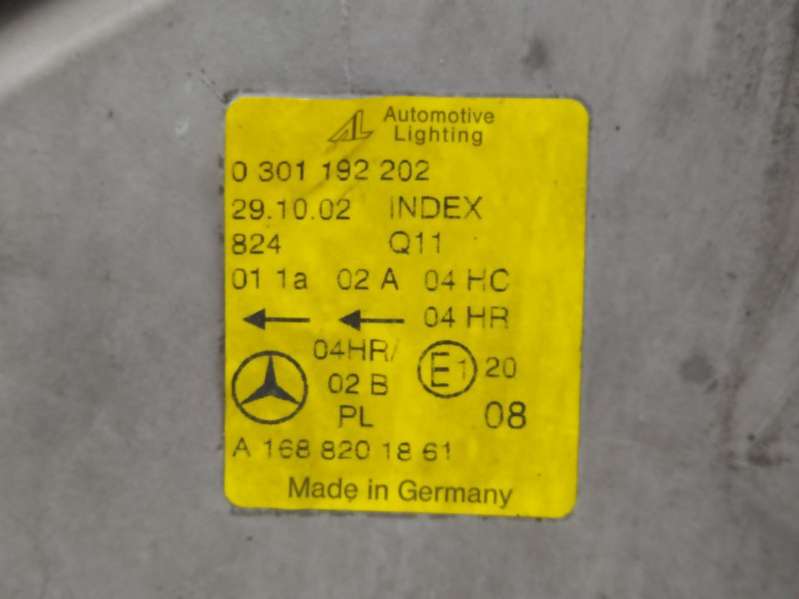 Automotive
Lighting
0 301 192 202
29.10.02 INDEX
824 Q11
01 1a 02 A 04 HC
← ← 04 HR
04HR/
02 B
E1 20
PL 08
A 168 820 18 61
Made in Germany